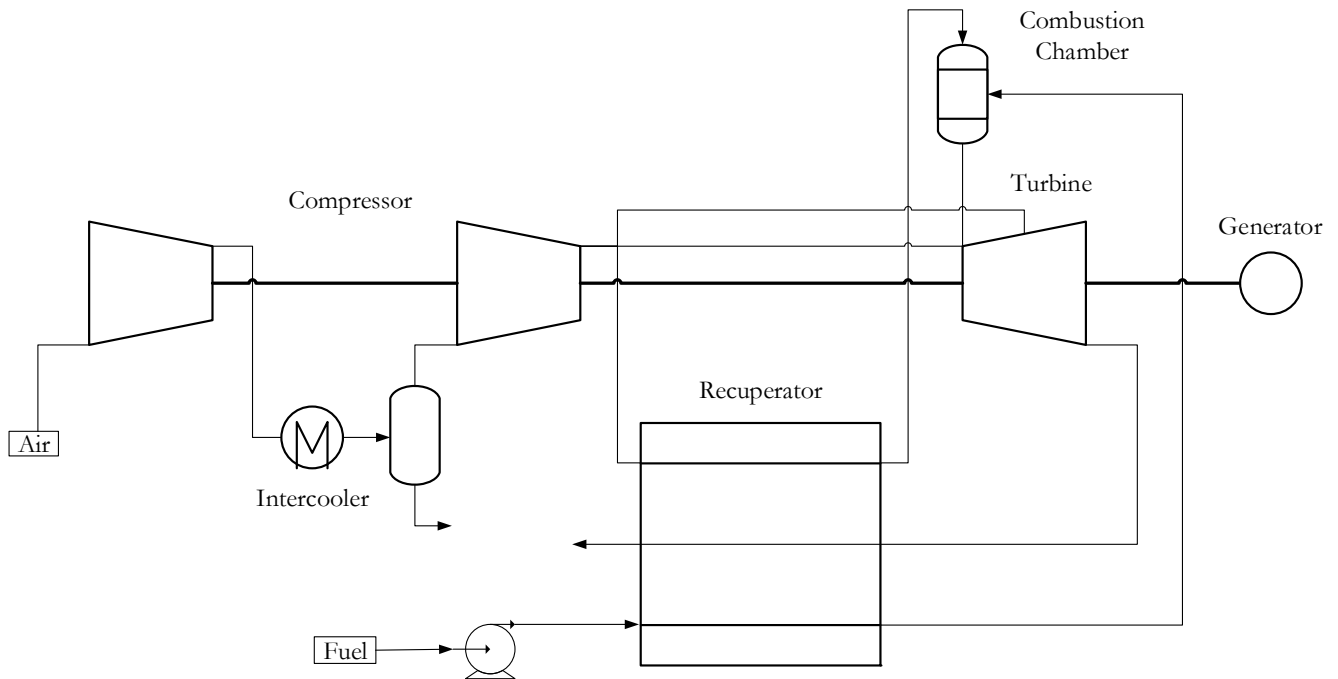 Combustion
Chamber
Turbine
Compressor
Generator
Recuperator
Air
Intercooler
Fuel